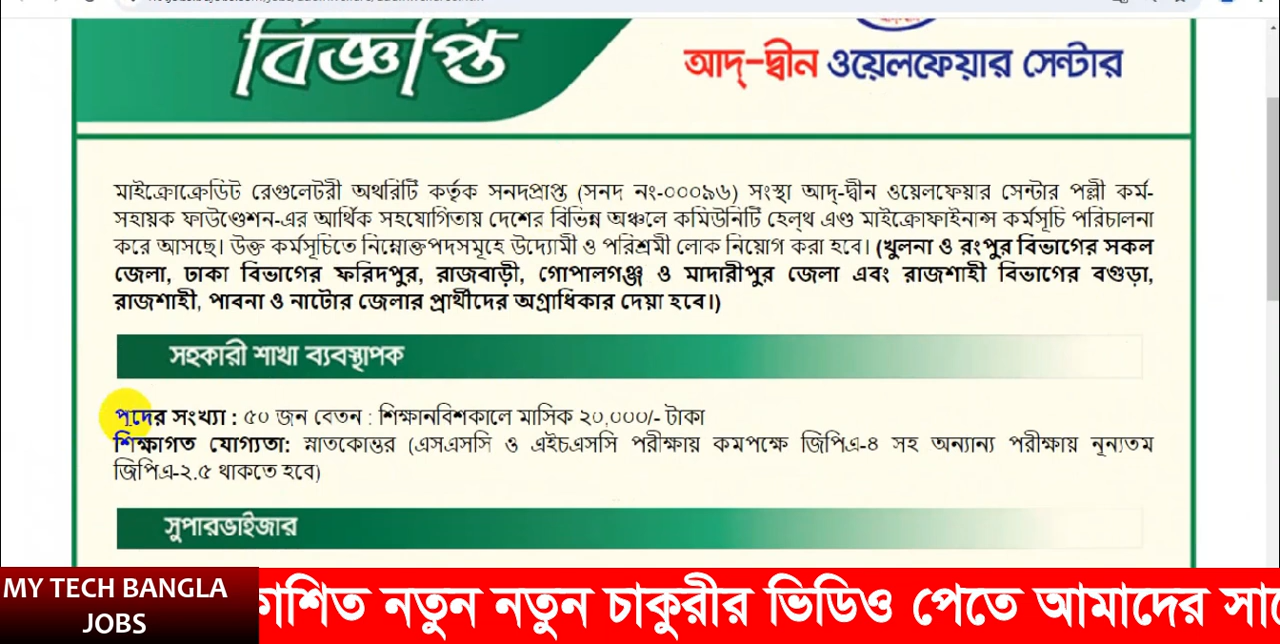 বিজ্ঞপ্তি
আদ্-দ্বীন ওয়েলফেয়ার সেন্টার
মাইক্রোক্রেডিট রেগুলেটরী অথরিটি কর্তৃক সনদপ্রাপ্ত (সনদ নং-০০০৯৬) সংস্থা আদ্-দ্বীন ওয়েলফেয়ার সেন্টার পল্লী কর্ম-
সহায়ক ফাউণ্ডেশন-এর আর্থিক সহযোগিতায় দেশের বিভিন্ন অঞ্চলে কমিউনিটি হেল্থ এণ্ড মাইক্রোফাইনান্স কর্মসূচি পরিচালনা
করে আসছে। উক্ত কর্মসূচিতে নিম্নোক্তপদসমূহে উদ্যোমী ও পরিশ্রমী লোক নিয়োগ করা হবে। (খুলনা ও রংপুর বিভাগের সকল
জেলা, ঢাকা বিভাগের ফরিদপুর, রাজবাড়ী, গোপালগঞ্জ ও মাদারীপুর জেলা এবং রাজশাহী বিভাগের বগুড়া,
রাজশাহী, পাবনা ও নাটোর জেলার প্রার্থীদের অগ্রাধিকার দেয়া হবে।)
সহকারী শাখা ব্যবস্থাপক
পদের সংখ্যা : ৫০ জন বেতন : শিক্ষানবিশকালে মাসিক ২০,০০০/- টাকা
শিক্ষাগত যোগ্যতা: স্নাতকোত্তর (এসএসসি ও এইচএসসি পরীক্ষায় কমপক্ষে জিপিএ-৪ সহ অন্যান্য পরীক্ষায় নূন্যতম
জিপিএ-২.৫ থাকতে হবে)
সুপারভাইজার
MY TECH BANGLA
JOBS
কাশিত নতুন নতুন চাকুরীর ভিডিও পেতে আমাদের